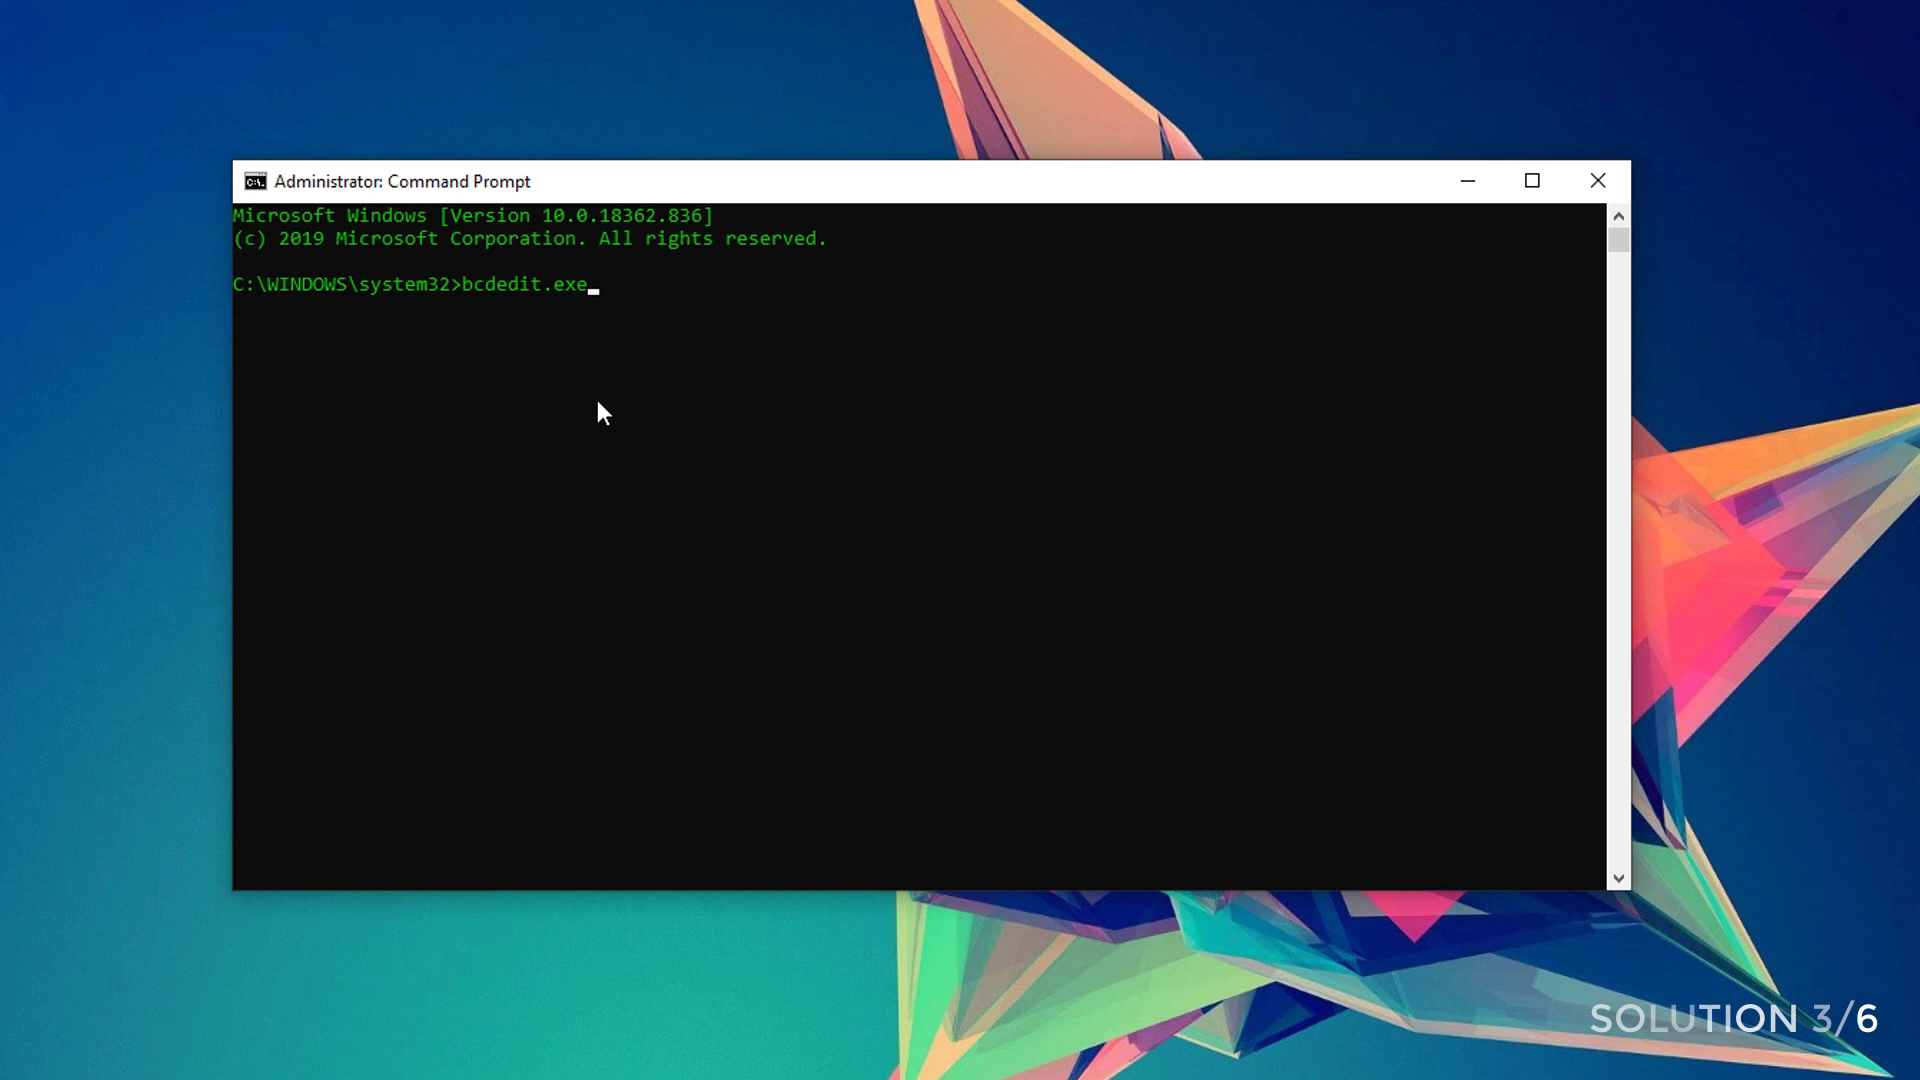 Administrator: Command Prompt
Microsoft Windows [Version 10.0.18362.836]
(c) 2019 Microsoft Corporation. All rights reserved.
C:\WINDOWS\system32>bcdedit.exe
SOLUTION 3/6